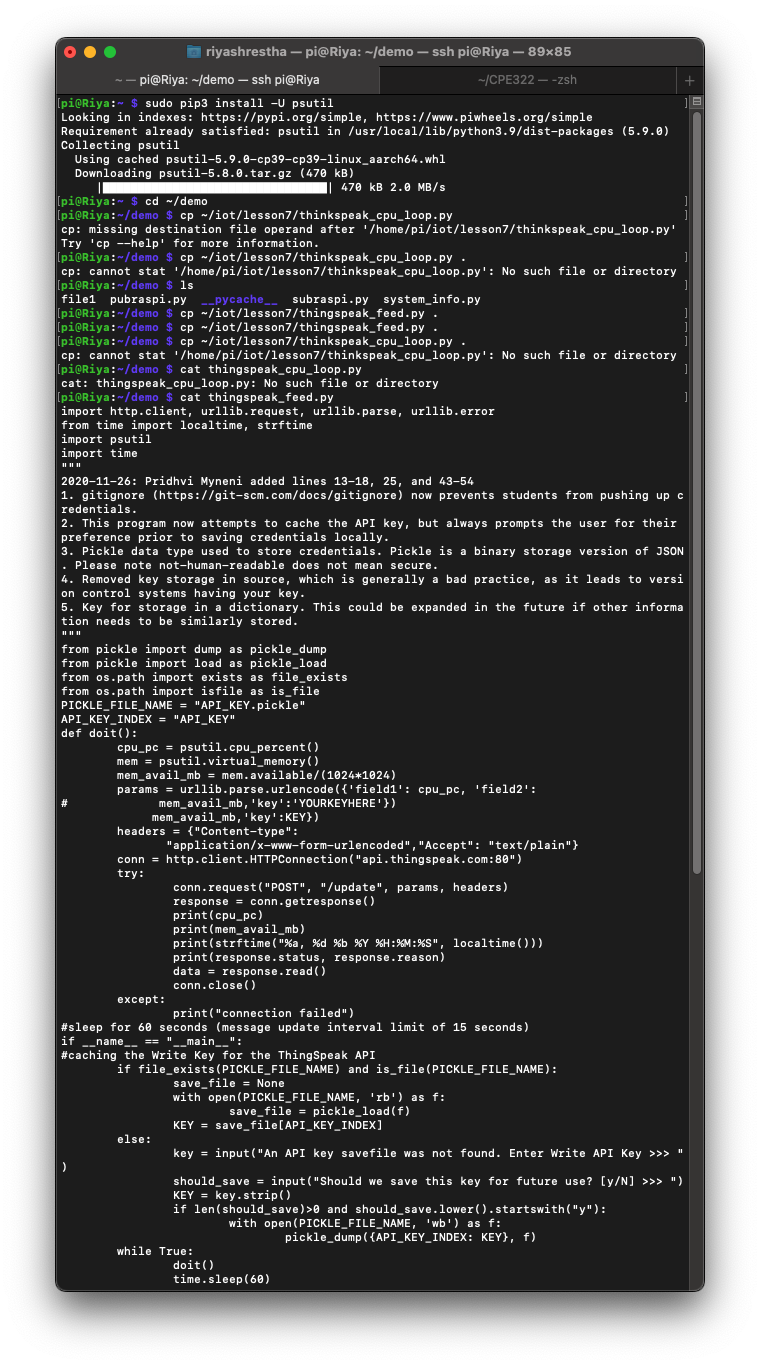 riyashrestha — pi@Riya: ~/demo — ssh pi@Riya — 89×85
~ — pi@Riya: ~/demo — ssh pi@Riya
~/CPE322 — -zsh
+
[pi@Riya:~ $ sudo pip3 install -U psutil ]
Looking in indexes: https://pypi.org/simple, https://www.piwheels.org/simple
Requirement already satisfied: psutil in /usr/local/lib/python3.9/dist-packages (5.9.0)
Collecting psutil
  Using cached psutil-5.9.0-cp39-cp39-linux_aarch64.whl
  Downloading psutil-5.8.0.tar.gz (470 kB)
     |████████████████████████████████| 470 kB 2.0 MB/s
[pi@Riya:~ $ cd ~/demo ]
[pi@Riya:~/demo $ cp ~/iot/lesson7/thinkspeak_cpu_loop.py ]
cp: missing destination file operand after '/home/pi/iot/lesson7/thinkspeak_cpu_loop.py'
Try 'cp --help' for more information.
[pi@Riya:~/demo $ cp ~/iot/lesson7/thinkspeak_cpu_loop.py . ]
cp: cannot stat '/home/pi/iot/lesson7/thinkspeak_cpu_loop.py': No such file or directory
[pi@Riya:~/demo $ ls ]
file1  pubraspi.py  __pycache__  subraspi.py  system_info.py
[pi@Riya:~/demo $ cp ~/iot/lesson7/thingspeak_feed.py . ]
[pi@Riya:~/demo $ cp ~/iot/lesson7/thingspeak_feed.py . ]
[pi@Riya:~/demo $ cp ~/iot/lesson7/thinkspeak_cpu_loop.py . ]
cp: cannot stat '/home/pi/iot/lesson7/thinkspeak_cpu_loop.py': No such file or directory
[pi@Riya:~/demo $ cat thingspeak_cpu_loop.py ]
cat: thingspeak_cpu_loop.py: No such file or directory
[pi@Riya:~/demo $ cat thingspeak_feed.py ]
import http.client, urllib.request, urllib.parse, urllib.error
from time import localtime, strftime
import psutil
import time
"""
2020-11-26: Pridhvi Myneni added lines 13-18, 25, and 43-54
1. gitignore (https://git-scm.com/docs/gitignore) now prevents students from pushing up c
redentials.
2. This program now attempts to cache the API key, but always prompts the user for their
preference prior to saving credentials locally.
3. Pickle data type used to store credentials. Pickle is a binary storage version of JSON
. Please note not-human-readable does not mean secure.
4. Removed key storage in source, which is generally a bad practice, as it leads to versi
on control systems having your key.
5. Key for storage in a dictionary. This could be expanded in the future if other informa
tion needs to be similarly stored.
"""
from pickle import dump as pickle_dump
from pickle import load as pickle_load
from os.path import exists as file_exists
from os.path import isfile as is_file
PICKLE_FILE_NAME = "API_KEY.pickle"
API_KEY_INDEX = "API_KEY"
def doit():
        cpu_pc = psutil.cpu_percent()
        mem = psutil.virtual_memory()
        mem_avail_mb = mem.available/(1024*1024)
        params = urllib.parse.urlencode({'field1': cpu_pc, 'field2':
#             mem_avail_mb,'key':'YOURKEYHERE'})
             mem_avail_mb,'key':KEY})
        headers = {"Content-type":
               "application/x-www-form-urlencoded","Accept": "text/plain"}
        conn = http.client.HTTPConnection("api.thingspeak.com:80")
        try:
                conn.request("POST", "/update", params, headers)
                response = conn.getresponse()
                print(cpu_pc)
                print(mem_avail_mb)
                print(strftime("%a, %d %b %Y %H:%M:%S", localtime()))
                print(response.status, response.reason)
                data = response.read()
                conn.close()
        except:
                print("connection failed")
#sleep for 60 seconds (message update interval limit of 15 seconds)
if __name__ == "__main__":
#caching the Write Key for the ThingSpeak API
        if file_exists(PICKLE_FILE_NAME) and is_file(PICKLE_FILE_NAME):
                save_file = None
                with open(PICKLE_FILE_NAME, 'rb') as f:
                        save_file = pickle_load(f)
                KEY = save_file[API_KEY_INDEX]
        else:
                key = input("An API key savefile was not found. Enter Write API Key >>> "
)
                should_save = input("Should we save this key for future use? [y/N] >>> ")
                KEY = key.strip()
                if len(should_save)>0 and should_save.lower().startswith("y"):
                        with open(PICKLE_FILE_NAME, 'wb') as f:
                                pickle_dump({API_KEY_INDEX: KEY}, f)
        while True:
                doit()
                time.sleep(60)